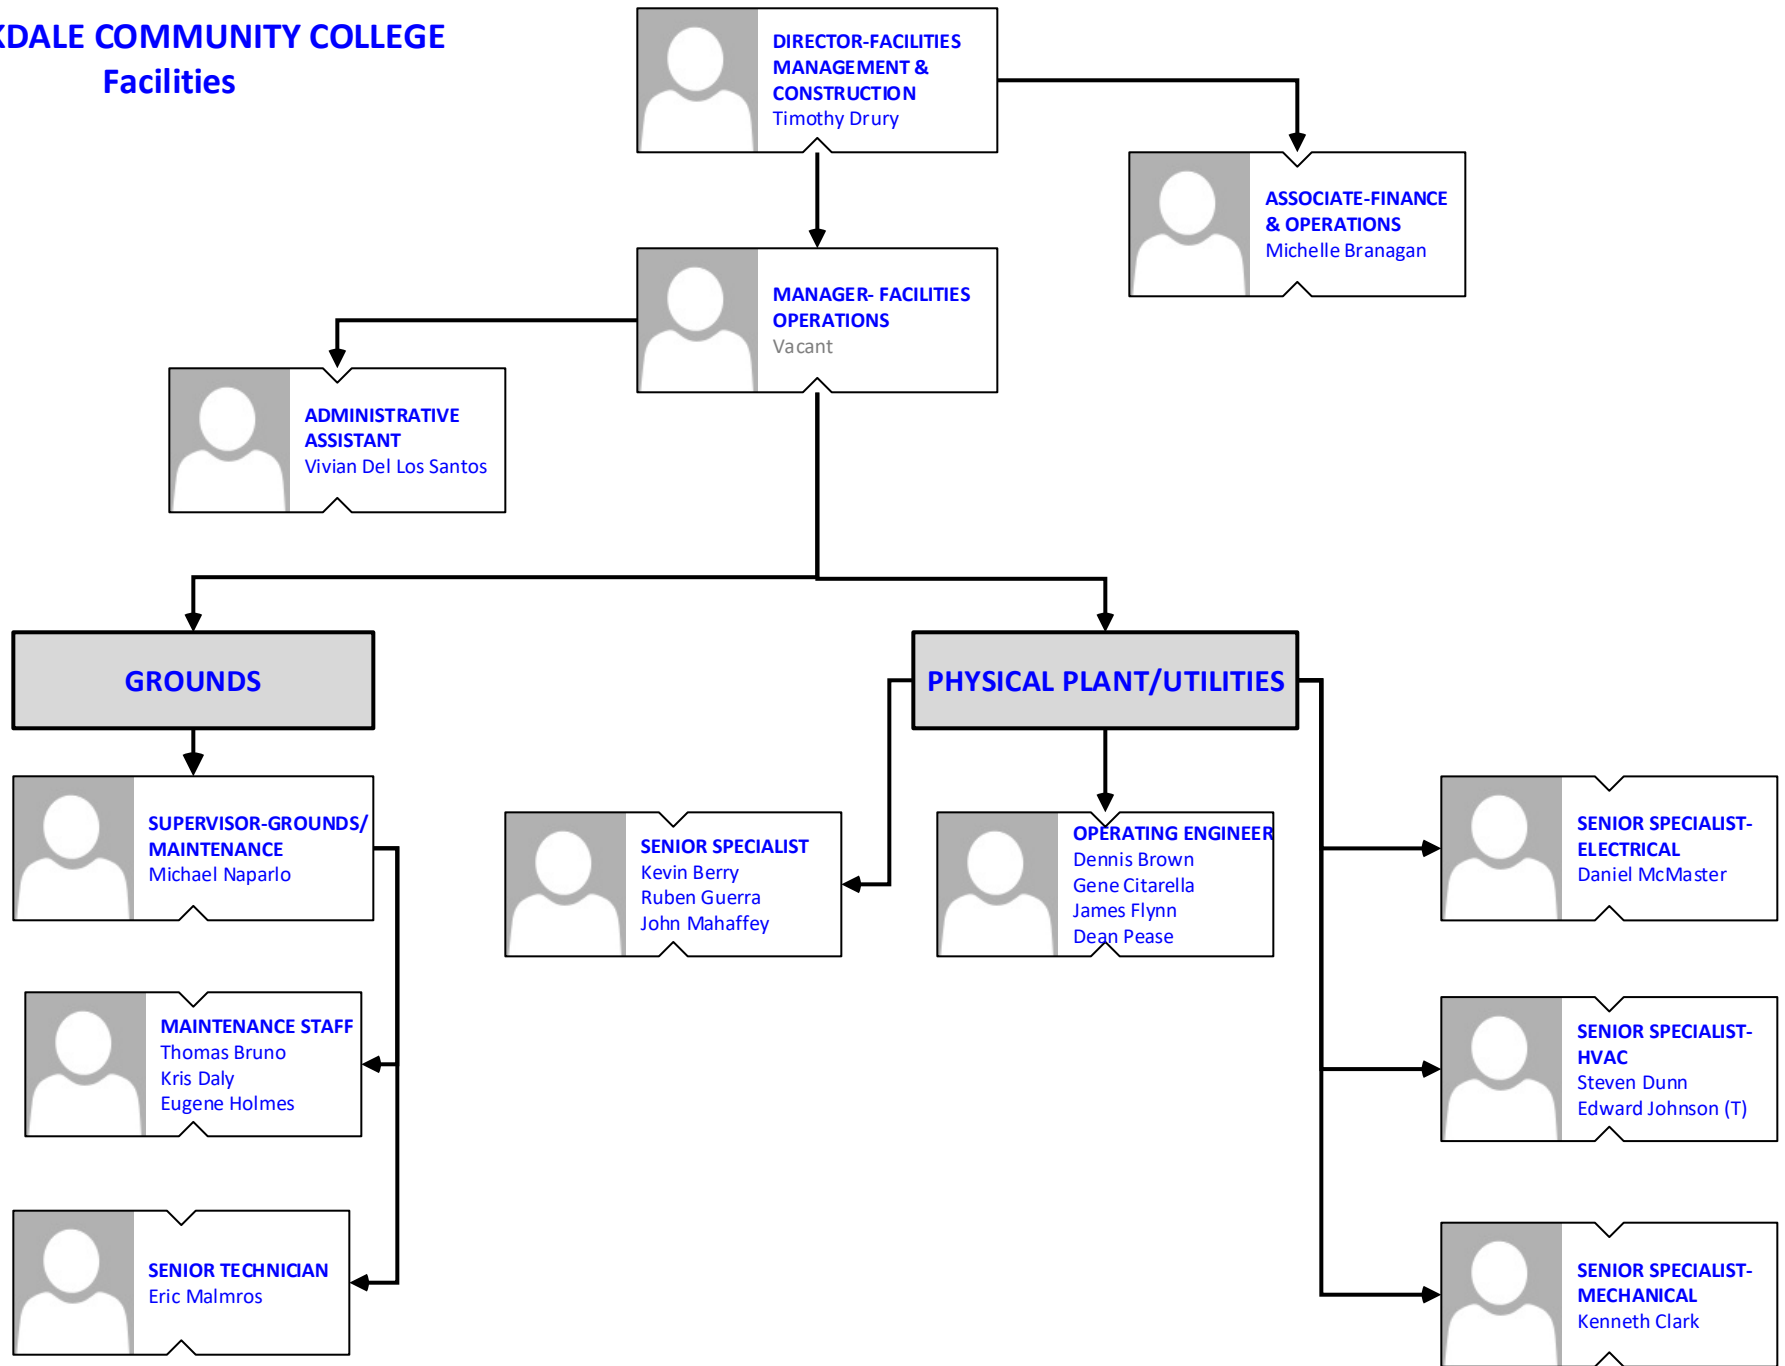 KDALE COMMUNITY COLLEGE
Facilities
DIRECTOR-FACILITIES
MANAGEMENT &
CONSTRUCTION
Timothy Drury
ASSOCIATE-FINANCE
& OPERATIONS
Michelle Branagan
MANAGER- FACILITIES
OPERATIONS
Vacant
ADMINISTRATIVE
ASSISTANT
Vivian Del Los Santos
GROUNDS
PHYSICAL PLANT/UTILITIES
SUPERVISOR-GROUNDS/
MAINTENANCE
Michael Naparlo
SENIOR SPECIALIST
Kevin Berry
Ruben Guerra
John Mahaffey
OPERATING ENGINEER
Dennis Brown
Gene Citarella
James Flynn
Dean Pease
SENIOR SPECIALIST-
ELECTRICAL
Daniel McMaster
MAINTENANCE STAFF
Thomas Bruno
Kris Daly
Eugene Holmes
SENIOR SPECIALIST-
HVAC
Steven Dunn
Edward Johnson (T)
SENIOR TECHNICIAN
Eric Malmros
SENIOR SPECIALIST-
MECHANICAL
Kenneth Clark